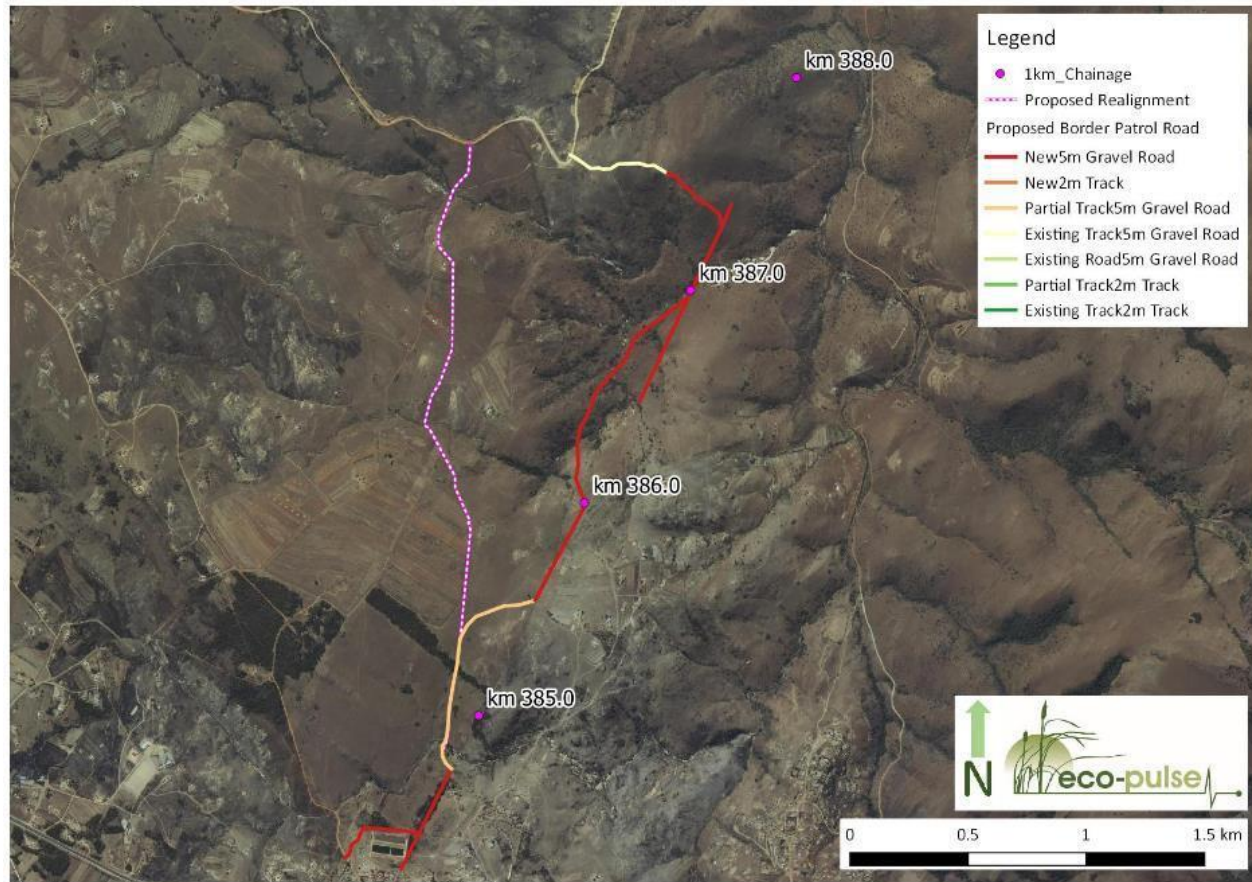 km 388.0
km 387.0
km 386.0
km 385.0
Legend
1km_Chainage
Proposed Realignment
Proposed Border Patrol Road
New5m Gravel Road
New2m Track
Partial Track5m Gravel Road
Existing Track5m Gravel Road
Existing Road5m Gravel Road
Partial Track2m Track
Existing Track2m Track
N
eco-pulse
0 0.5 1 1.5 km